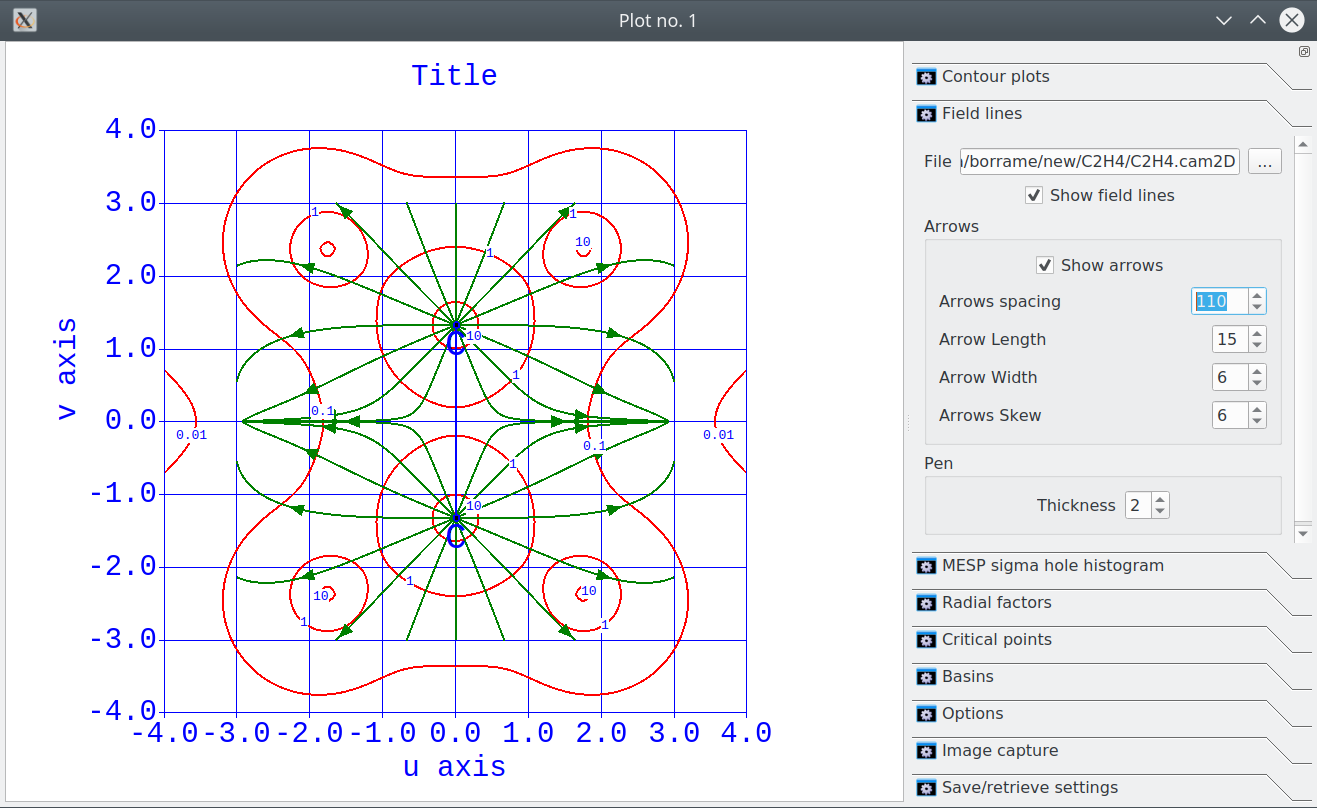 Plot no. 1
Title
4.0
3.0
2.0
1.0
0.0
-1.0
-2.0
-3.0
-4.0
v axis
-4.0 -3.0 -2.0 -1.0 0.0 1.0 2.0 3.0 4.0
u axis
1
1
10
1
10
0
1
0.1
0.01
0.01
0.1
1
10
0
1
10
10
1
1
Contour plots
Field lines
File /borrame/new/C2H4/C2H4.cam2D ...
Show field lines
Arrows
Show arrows
Arrows spacing 110
Arrow Length 15
Arrow Width 6
Arrows Skew 6
Pen
Thickness 2
MESP sigma hole histogram
Radial factors
Critical points
Basins
Options
Image capture
Save/retrieve settings